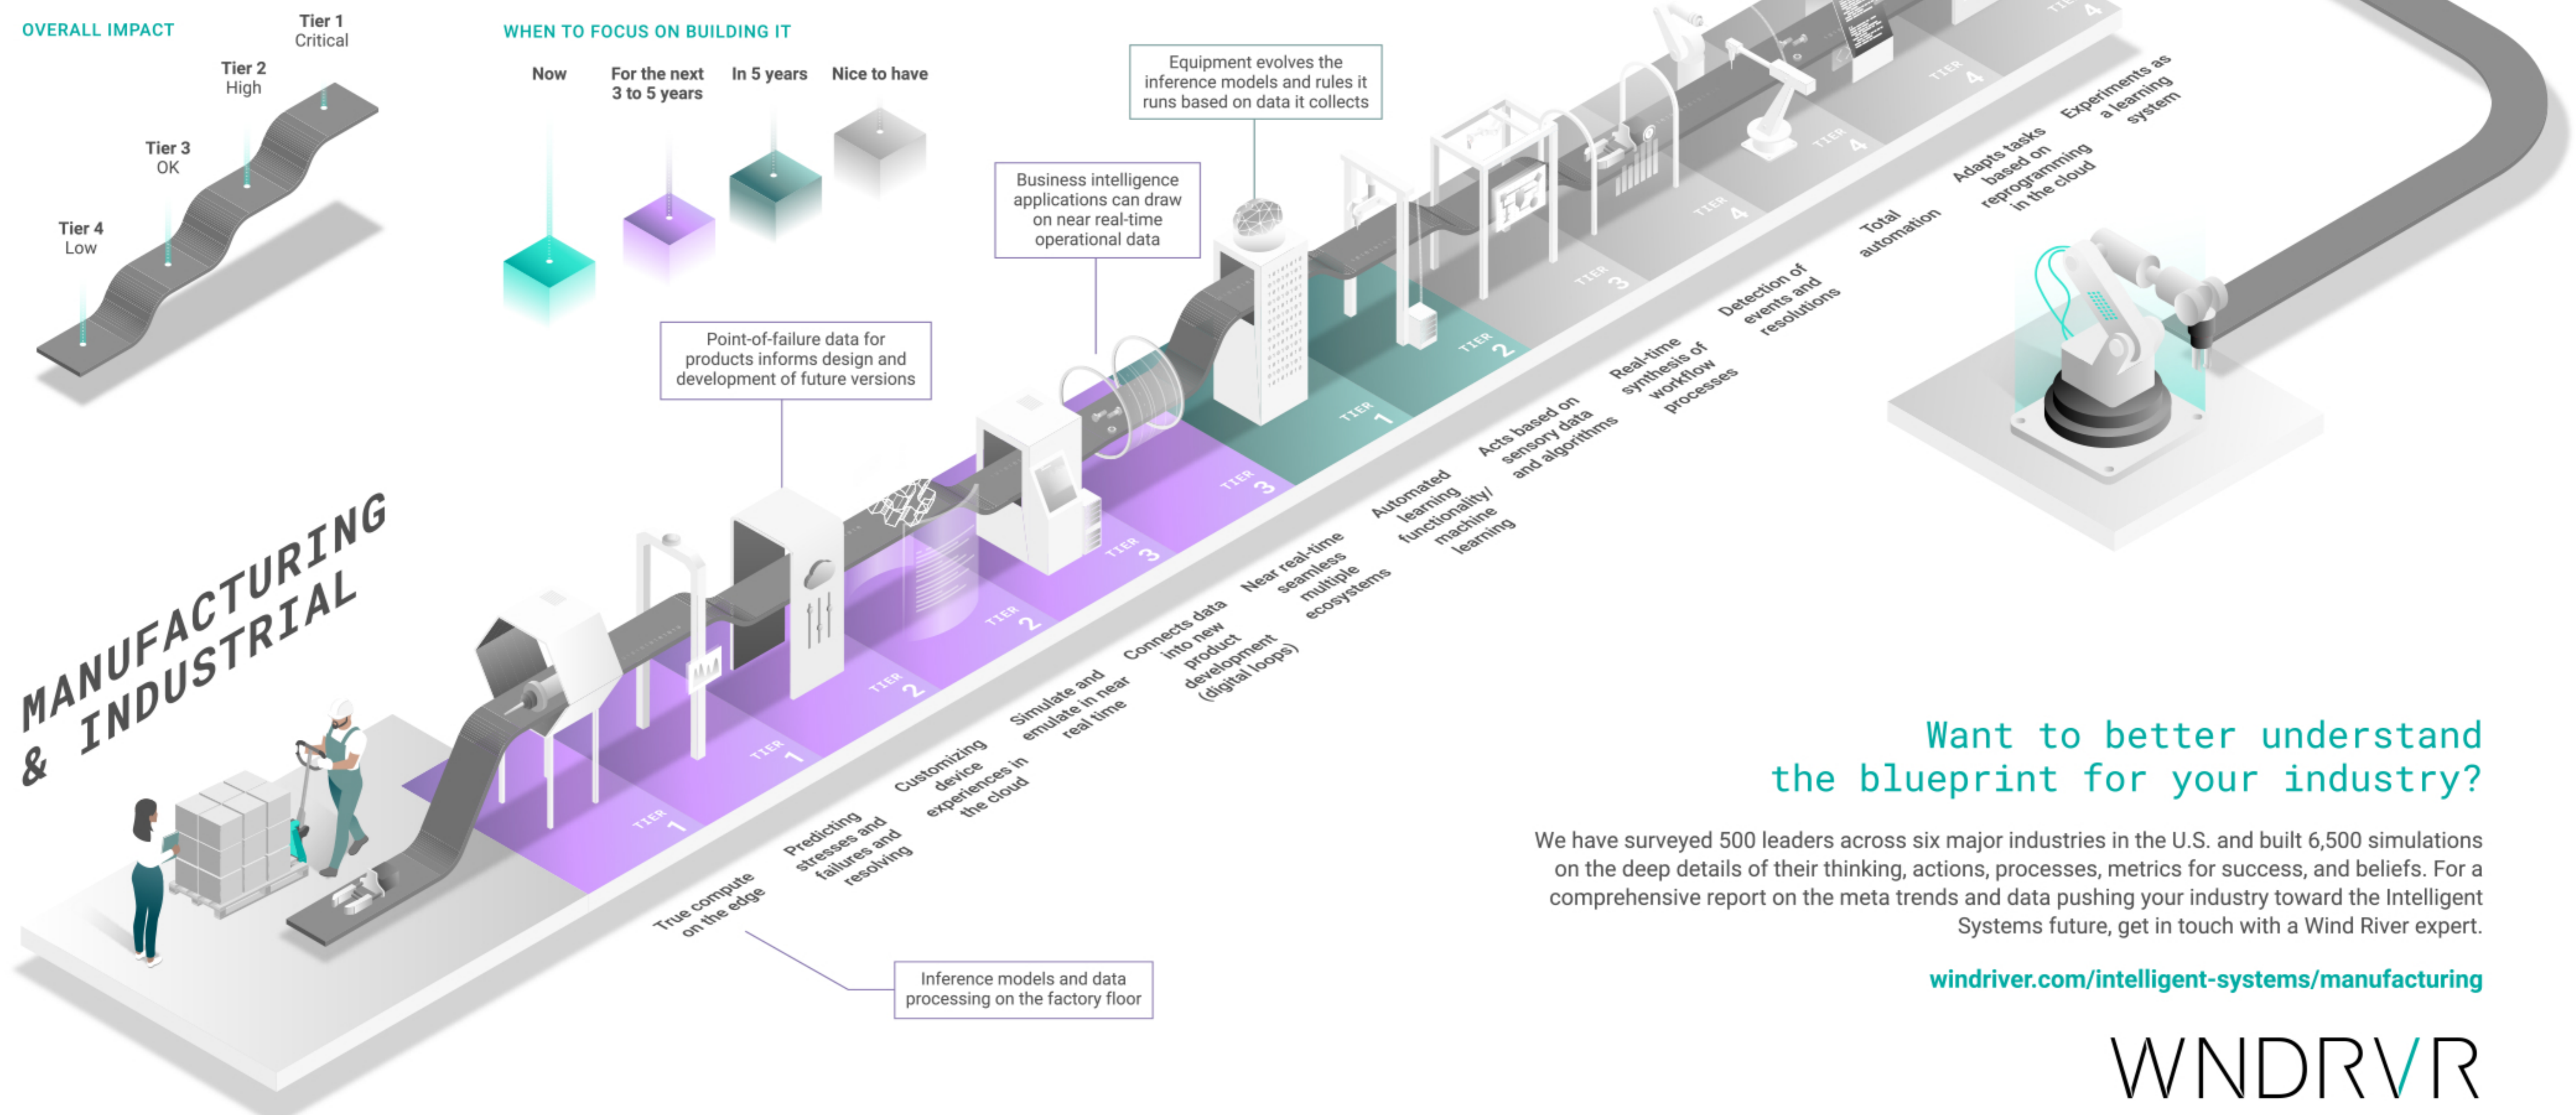 OVERALL IMPACT
Tier 1
Critical
Tier 2
High
Tier 3
OK
Tier 4
Low
WHEN TO FOCUS ON BUILDING IT
Now
For the next
3 to 5 years
In 5 years
Nice to have
Equipment evolves the
inference models and rules it
runs based on data it collects
Business intelligence
applications can draw
on near real-time
operational data
Point-of-failure data for
products informs design and
development of future versions
MANUFACTURING
& INDUSTRIAL
TIER
1
TIER
1
TIER
2
TIER
2
TIER
3
TIER
3
TIER
1
TIER
2
TIER
3
TIER
4
TIER
4
TIER
4
TIER
4
True compute
on the edge
Predicting
stresses and
failures and
resolving
Customizing
device
experiences in
the cloud
Simulate and
emulate in near
real time
Connects data
into new
product
development
(digital loops)
Near real-time
seamless
multiple
ecosystems
Automated
learning
functionality/
machine
learning
Acts based on
sensory data
and algorithms
Real-time
synthesis of
workflow
processes
Detection of
events and
resolutions
Total
automation
Adapts tasks
based on
reprogramming
in the cloud
Experiments as
a learning
system
Inference models and data
processing on the factory floor
Want to better understand
the blueprint for your industry?
We have surveyed 500 leaders across six major industries in the U.S. and built 6,500 simulations
on the deep details of their thinking, actions, processes, metrics for success, and beliefs. For a
comprehensive report on the meta trends and data pushing your industry toward the Intelligent
Systems future, get in touch with a Wind River expert.
windriver.com/intelligent-systems/manufacturing
WNDRVR